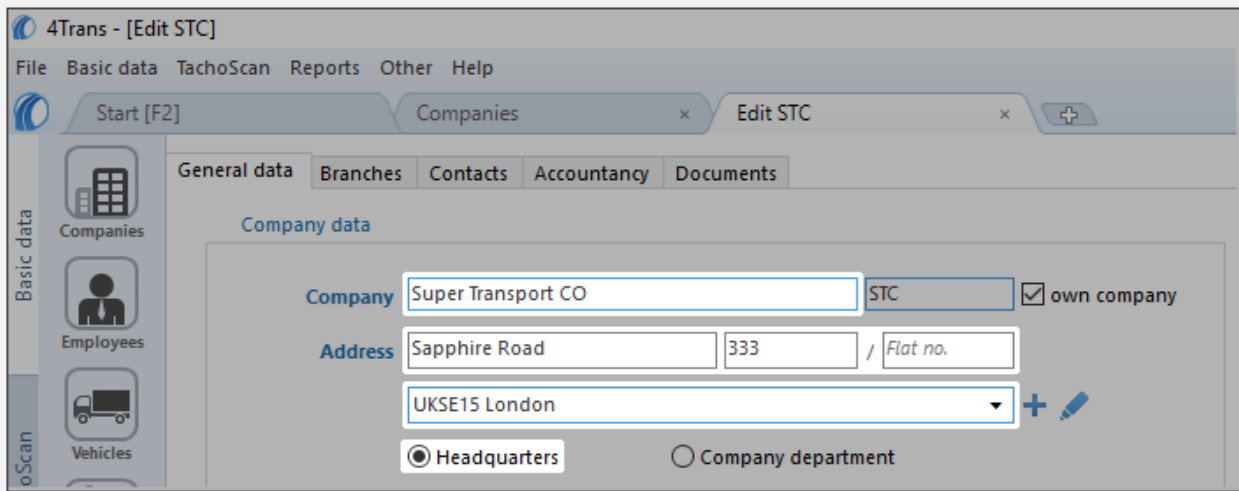 4Trans - [Edit STC]
File Basic data TachoScan Reports Other Help
Start [F2] Companies × Edit STC ×
General data Branches Contacts Accountancy Documents
Basic data
Companies
Employees
Vehicles
oScan
Company data
Company Super Transport CO STC own company
Address Sapphire Road 333 / Flat no.
UKSE15 London
Headquarters Company department